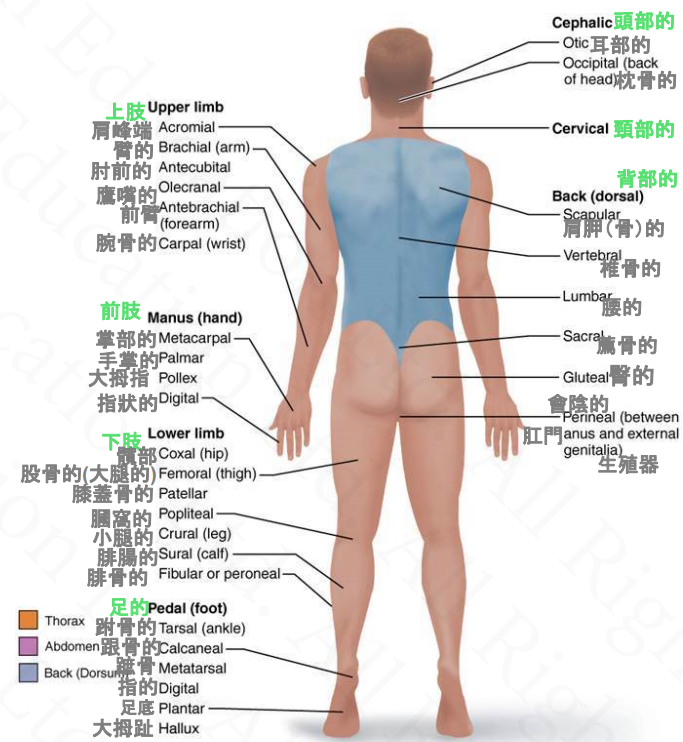 Cephalic 頭部的
Otic 耳部的
Occipital (back
of head) 枕骨的
Cervical 頸部的
背部的
Back (dorsal)
Scapular
肩胛(骨)的
Vertebral
椎骨的
Lumbar
腰的
Sacral
薦骨的
Gluteal 臀的
會陰的
Perineal (between
肛門 anus and external
genitalia)
生殖器
上肢 Upper limb
肩峰端 Acromial
臂的 Brachial (arm)
肘前的 Antecubital
鷹嘴的 Olecranal
前臂 Antebrachial
(forearm)
腕骨的 Carpal (wrist)
前肢
Manus (hand)
掌部的 Metacarpal
手掌的 Palmar
大拇指 Pollex
指狀的 Digital
下肢 Lower limb
髖部 Coxal (hip)
股骨的(大腿的) Femoral (thigh)
膝蓋骨的 Patellar
膕窩的 Popliteal
小腿的 Crural (leg)
腓腸的 Sural (calf)
腓骨的 Fibular or peroneal
足的 Pedal (foot)
跗骨的 Tarsal (ankle)
跟骨的 Calcaneal
蹠骨 Metatarsal
指的 Digital
足底 Plantar
大拇趾 Hallux
Thorax
Abdomen
Back (Dorsum)